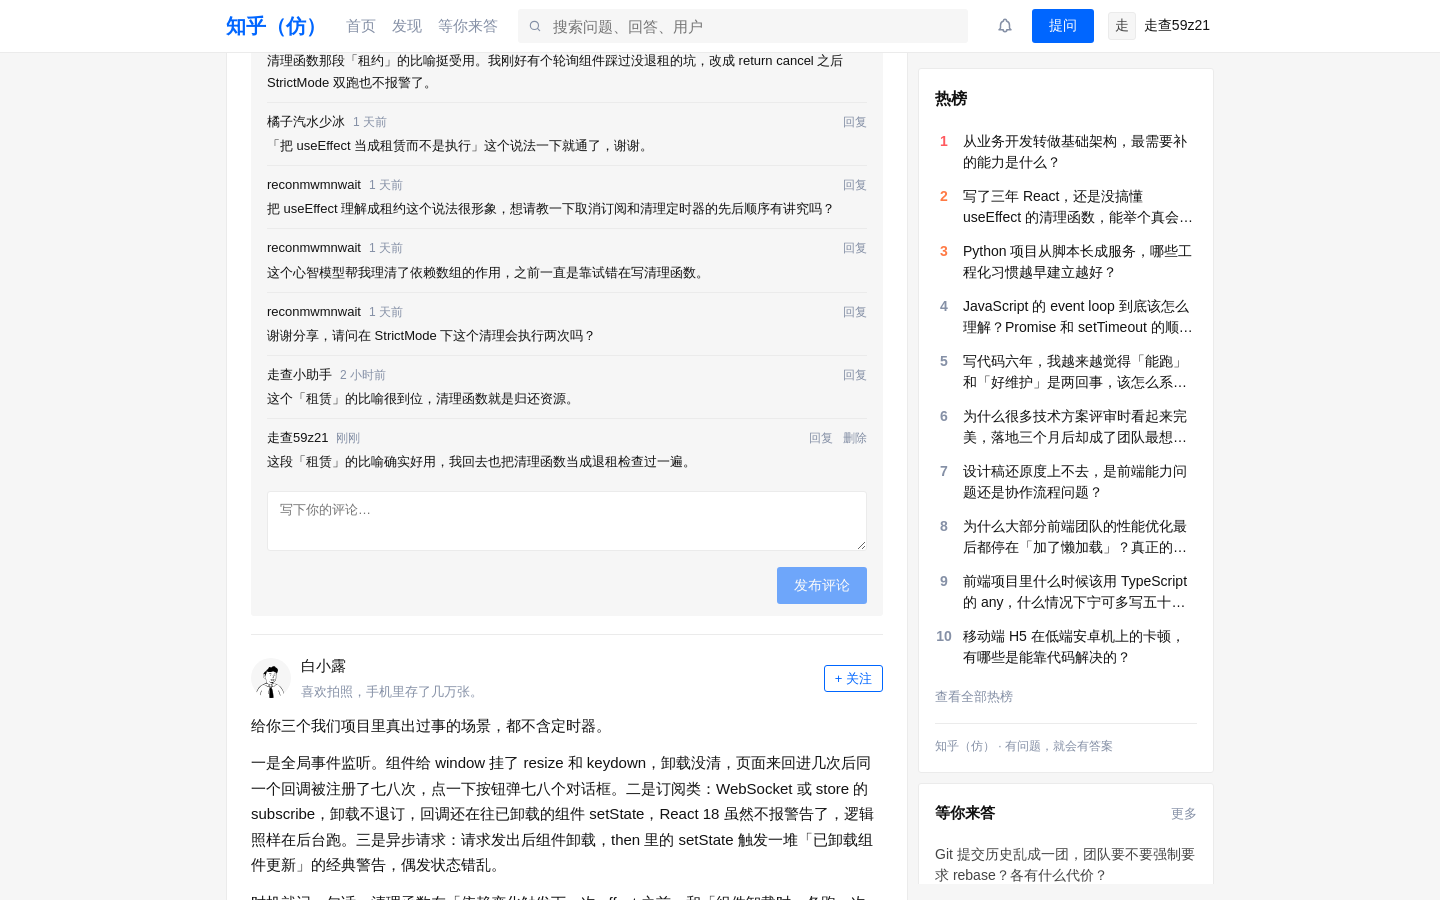 知乎（仿） 首页 发现 等你来答 搜索问题、回答、用户 提问 走 走查59z21
清理函数那段「租约」的比喻挺受用。我刚好有个轮询组件踩过没退租的坑，改成 return cancel 之后
StrictMode 双跑也不报警了。
橘子汽水少冰 1 天前 回复
「把 useEffect 当成租赁而不是执行」这个说法一下就通了，谢谢。
reconmwmnwait 1 天前 回复
把 useEffect 理解成租约这个说法很形象，想请教一下取消订阅和清理定时器的先后顺序有讲究吗？
reconmwmnwait 1 天前 回复
这个心智模型帮我理清了依赖数组的作用，之前一直是靠试错在写清理函数。
reconmwmnwait 1 天前 回复
谢谢分享，请问在 StrictMode 下这个清理会执行两次吗？
走查小助手 2 小时前 回复
这个「租赁」的比喻很到位，清理函数就是归还资源。
走查59z21 刚刚 回复 删除
这段「租赁」的比喻确实好用，我回去也把清理函数当成退租检查过一遍。
写下你的评论…
发布评论
白小露
喜欢拍照，手机里存了几万张。
+ 关注
给你三个我们项目里真出过事的场景，都不含定时器。
一是全局事件监听。组件给 window 挂了 resize 和 keydown，卸载没清，页面来回进几次后同
一个回调被注册了七八次，点一下按钮弹七八个对话框。二是订阅类：WebSocket 或 store 的
subscribe，卸载不退订，回调还在往已卸载的组件 setState，React 18 虽然不报警告了，逻辑
照样在后台跑。三是异步请求：请求发出后组件卸载，then 里的 setState 触发一堆「已卸载组
件更新」的经典警告，偶发状态错乱。
时机就记一句话：清理函数在「依赖变化触发下一次 effect 之前」和「组件卸载时」各跑一次
热榜
1 从业务开发转做基础架构，最需要补
的能力是什么？
2 写了三年 React，还是没搞懂
useEffect 的清理函数，能举个真会…
3 Python 项目从脚本长成服务，哪些工
程化习惯越早建立越好？
4 JavaScript 的 event loop 到底该怎么
理解？Promise 和 setTimeout 的顺…
5 写代码六年，我越来越觉得「能跑」
和「好维护」是两回事，该怎么系…
6 为什么很多技术方案评审时看起来完
美，落地三个月后却成了团队最想…
7 设计稿还原度上不去，是前端能力问
题还是协作流程问题？
8 为什么大部分前端团队的性能优化最
后都停在「加了懒加载」？真正的…
9 前端项目里什么时候该用 TypeScript
的 any，什么情况下宁可多写五十…
10 移动端 H5 在低端安卓机上的卡顿，
有哪些是能靠代码解决的？
查看全部热榜
知乎（仿） · 有问题，就会有答案
等你来答 更多
Git 提交历史乱成一团，团队要不要强制要
求 rebase？各有什么代价？